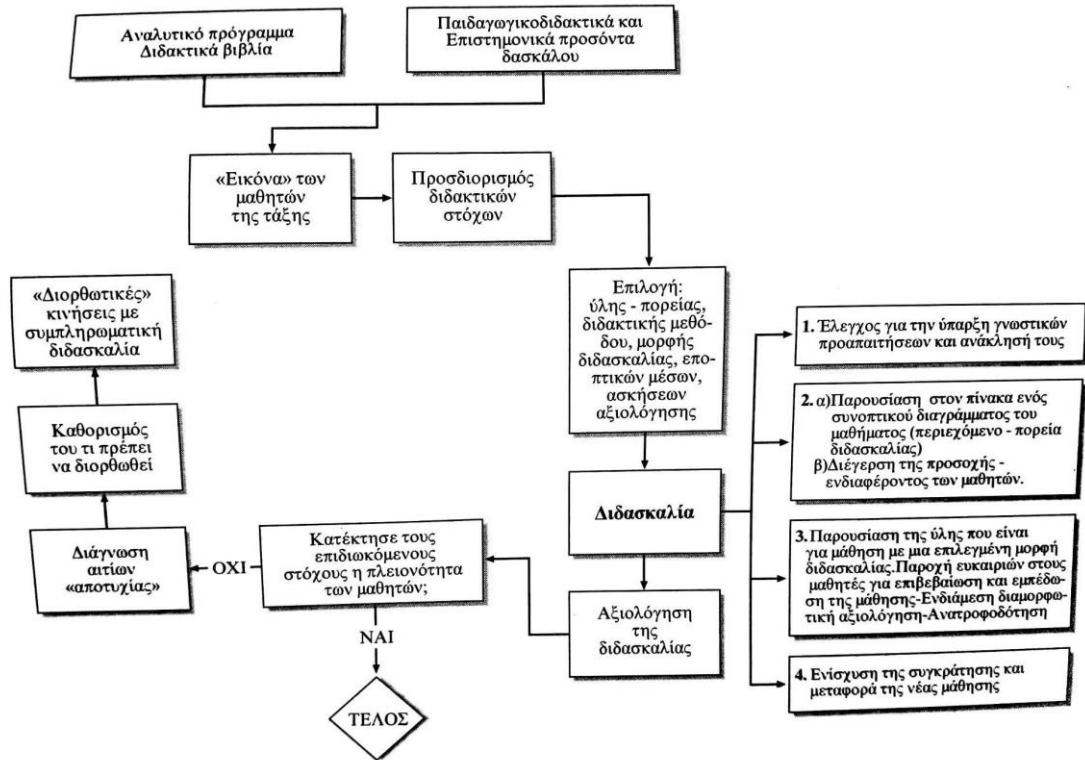 Αναλυτικό πρόγραμμα
Διδακτικά βιβλία
Παιδαγωγικοδιδακτικά και
Επιστημονικά προσόντα
δασκάλου
«Εικόνα» των
μαθητών
της τάξης
Προσδιορισμός
διδακτικών
στόχων
Επιλογή:
ύλης - πορείας,
διδακτικής μεθό-
δου, μορφής
διδασκαλίας, επο-
πτικών μέσων,
ασκήσεων
αξιολόγησης
Διδασκαλία
1. Έλεγχος για την ύπαρξη γνωστικών
προαπαιτήσεων και ανάκλησή τους
2. α)Παρουσίαση στον πίνακα ενός
συνοπτικού διαγράμματος του
μαθήματος (περιεχόμενο - πορεία
διδασκαλίας)
β)Διέγερση της προσοχής -
ενδιαφέροντος των μαθητών.
3. Παρουσίαση της ύλης που είναι
για μάθηση με μια επιλεγμένη μορφή
διδασκαλίας.Παροχή ευκαιριών στους
μαθητές για επιβεβαίωση και εμπέδω-
ση της μάθησης-Ενδιάμεση διαμορφω-
τική αξιολόγηση-Ανατροφοδότηση
4. Ενίσχυση της συγκράτησης και
μεταφορά της νέας μάθησης
Αξιολόγηση
της
διδασκαλίας
Κατέκτησε τους
επιδιωκόμενους
στόχους η πλειονότητα
των μαθητών;
ΝΑΙ
ΤΕΛΟΣ
ΟΧΙ
Διάγνωση
αιτίων
«αποτυχίας»
Καθορισμός
του τι πρέπει
να διορθωθεί
«Διορθωτικές»
κινήσεις με
συμπληρωματική
διδασκαλία